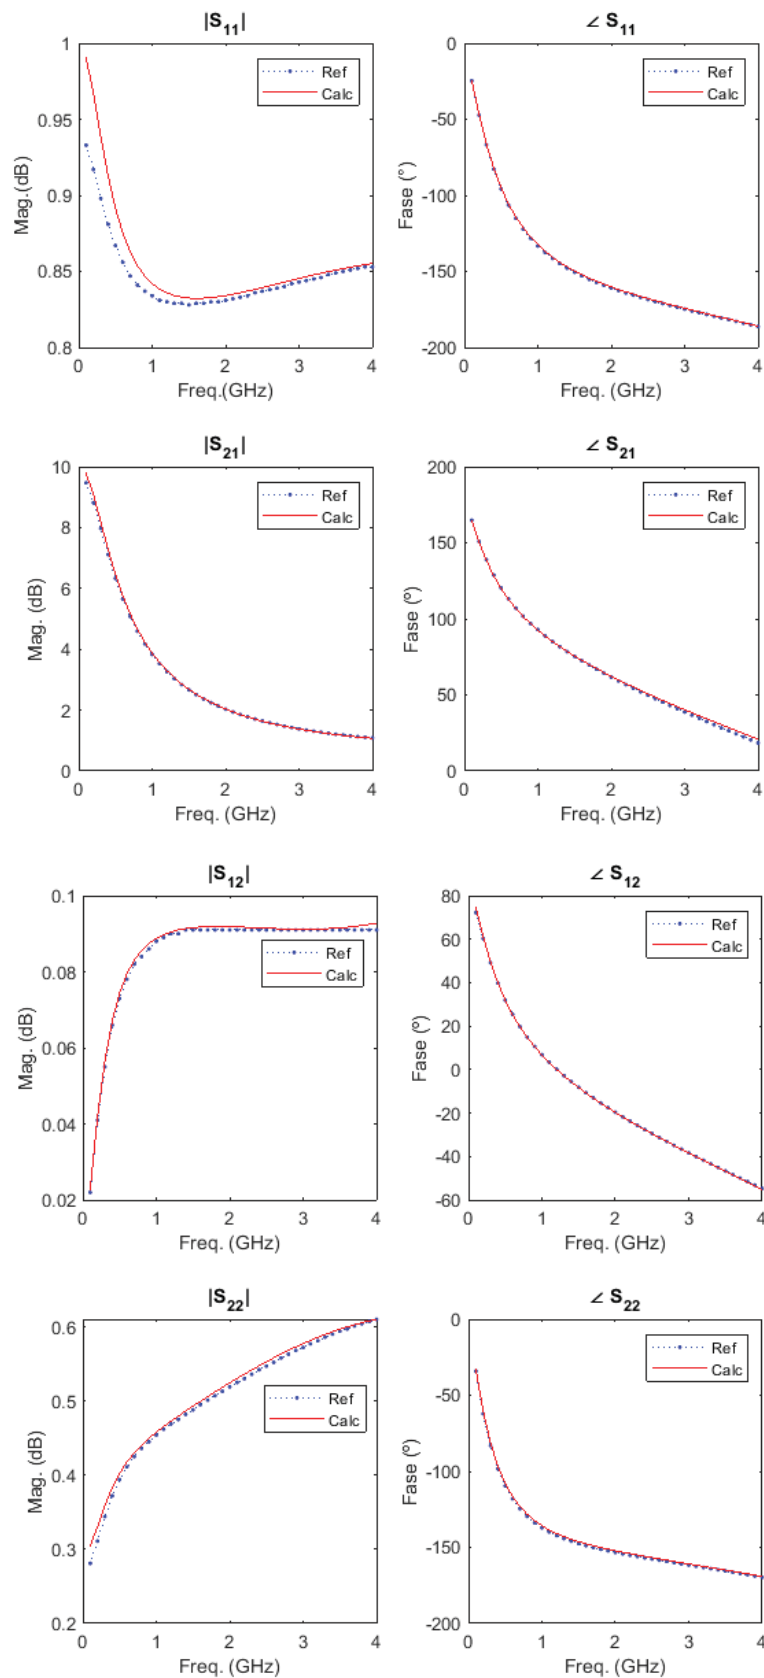 |S11|
1
0.95
0.9
0.85
0.8
Mag.(dB)
0
1
2
3
4
Freq.(GHz)
Ref
Calc
∠ S11
0
-50
-100
-150
-200
Fase (°)
0
1
2
3
4
Freq. (GHz)
Ref
Calc
|S21|
10
8
6
4
2
0
Mag. (dB)
0
1
2
3
4
Freq. (GHz)
Ref
Calc
∠ S21
200
150
100
50
0
Fase (º)
0
1
2
3
4
Freq. (GHz)
Ref
Calc
|S12|
0.1
0.08
0.06
0.04
0.02
Mag. (dB)
0
1
2
3
4
Freq. (GHz)
Ref
Calc
∠ S12
80
60
40
20
0
-20
-40
-60
Fase (º)
0
1
2
3
4
Freq. (GHz)
Ref
Calc
|S22|
0.6
0.5
0.4
0.3
0.2
Mag. (dB)
0
1
2
3
4
Freq. (GHz)
Ref
Calc
∠ S22
0
-50
-100
-150
-200
Fase (º)
0
1
2
3
4
Freq. (GHz)
Ref
Calc